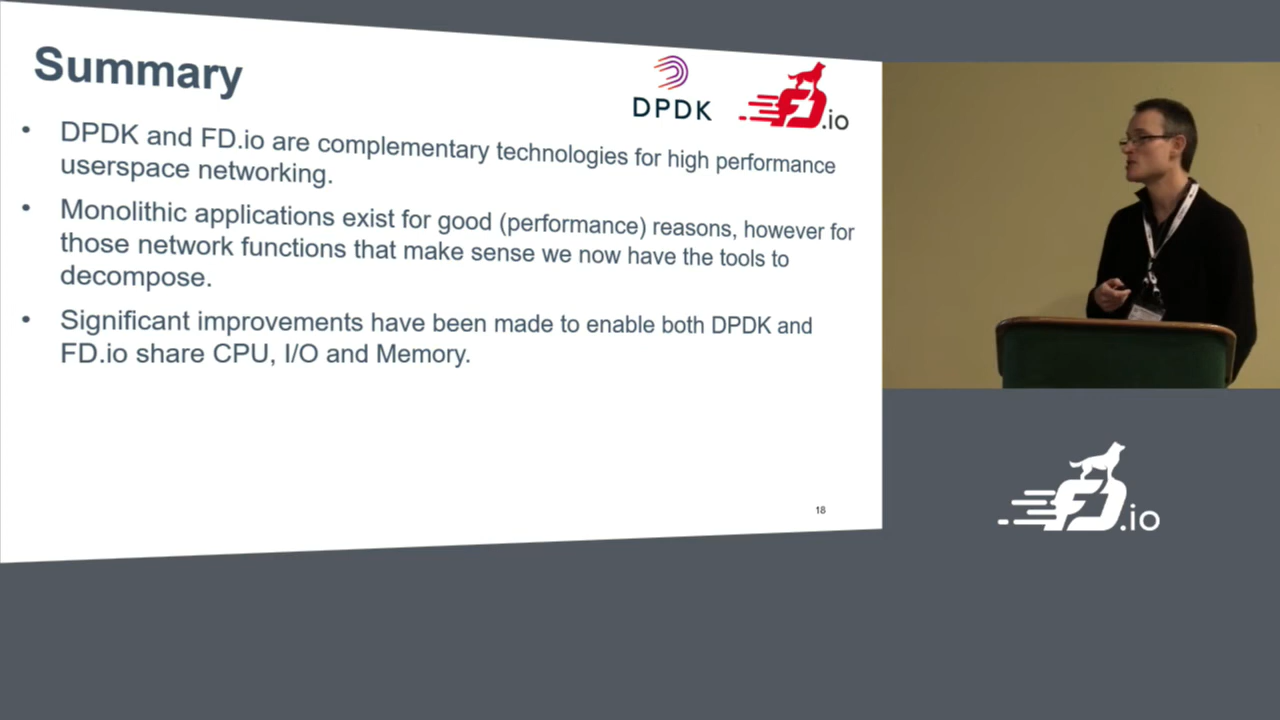 Summary
DPDK
FD.io
• DPDK and FD.io are complementary technologies for high performance
userspace networking.
• Monolithic applications exist for good (performance) reasons, however for
those network functions that make sense we now have the tools to
decompose.
• Significant improvements have been made to enable both DPDK and
FD.io share CPU, I/O and Memory.
18
FD.io